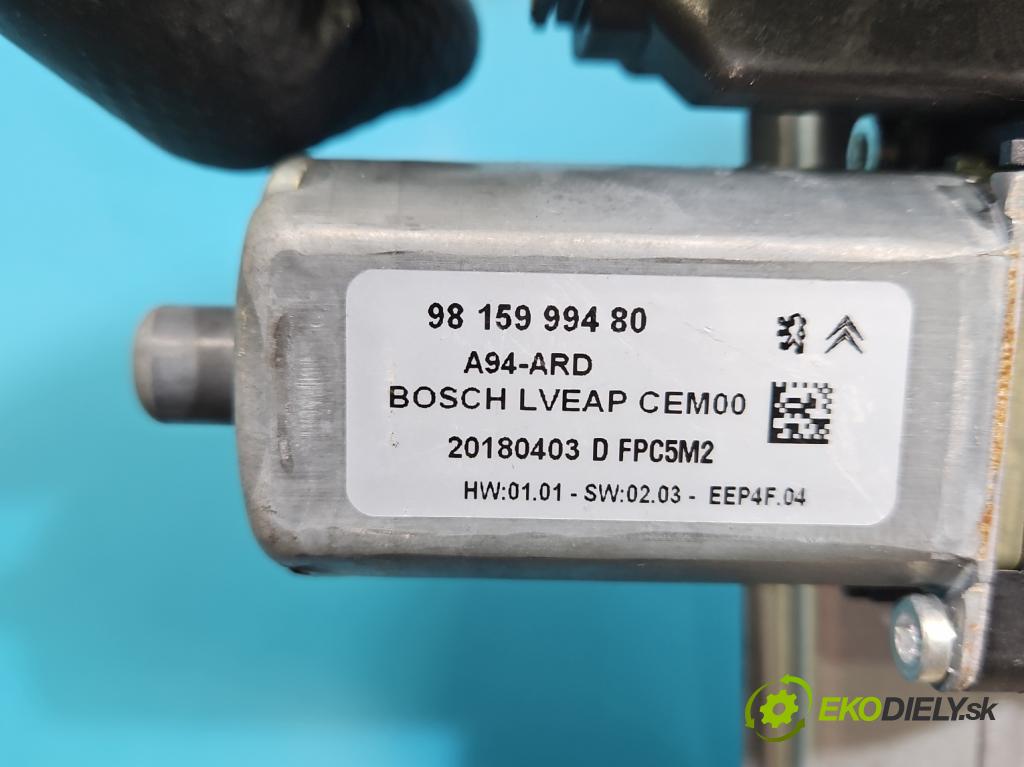 98 159 994 80
A94-ARD
BOSCH LVEAP CEM00
20180403 D FPC5M2
HW:01.01 - SW:02.03 - EEP4F.04
EKODIELY.sk